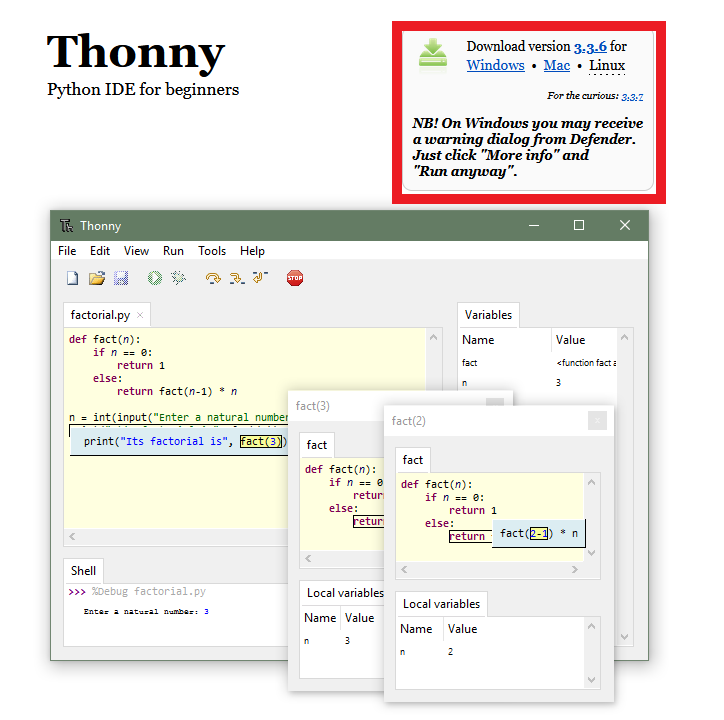 Thonny
Python IDE for beginners
Download version 3.3.6 for
Windows • Mac • Linux
For the curious: 3.3.7
NB! On Windows you may receive
a warning dialog from Defender.
Just click "More info" and
"Run anyway".
Thonny
File Edit View Run Tools Help
STOP
factorial.py
def fact(n):
if n == 0:
return 1
else:
return fact(n-1) * n
n = int(input("Enter a natural number
print("Its factorial is", fact(3))
Shell
>>> %Debug factorial.py
Enter a natural number: 3
Variables
Name Value
fact <function fact a
n 3
fact(3)
fact
def fact(n):
if n == 0
retur
else:
return
Local variables
Name Value
n 3
fact(2)
fact
def fact(n):
if n == 0:
return 1
else:
return fact(2-1) * n
Local variables
Name Value
n 2